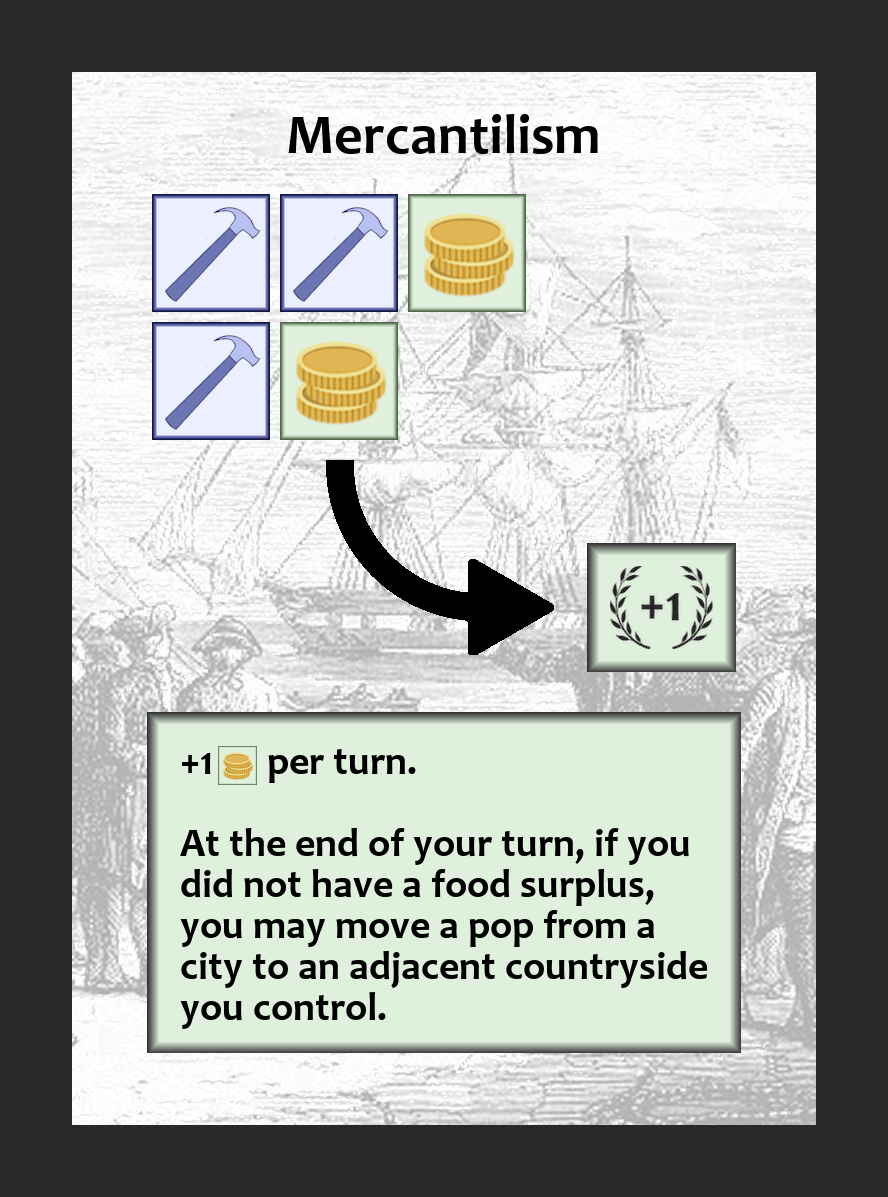 Mercantilism
+1
+1 per turn.
At the end of your turn, if you
did not have a food surplus,
you may move a pop from a
city to an adjacent countryside
you control.